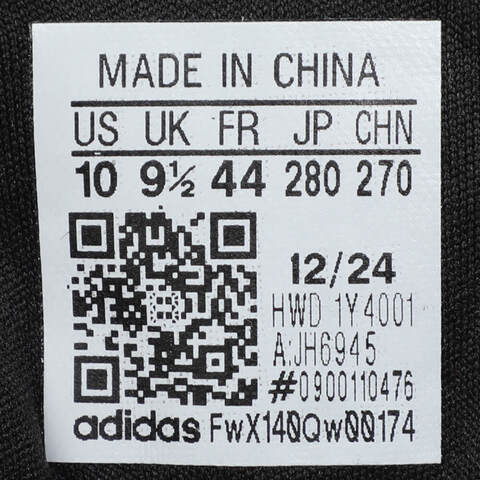 MADE IN CHINA
US UK FR JP CHN
10 9½ 44 280 270
12/24
HWD 1Y4001
A:JH6945
#0900110476
adidas FwX140Qw00174